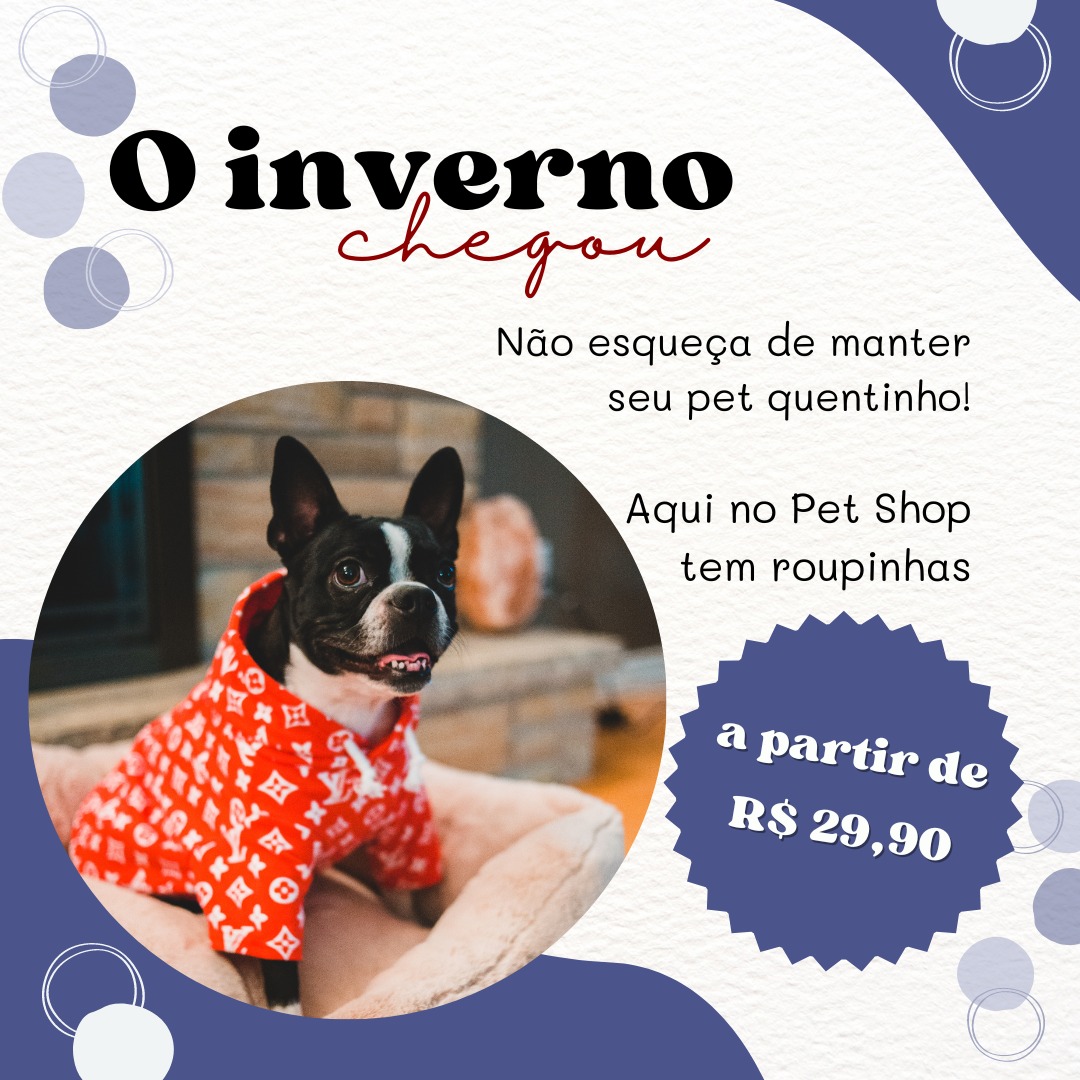 O inverno
chegou
Não esqueça de manter
seu pet quentinho!
Aqui no Pet Shop
tem roupinhas
a partir de
R$ 29,90